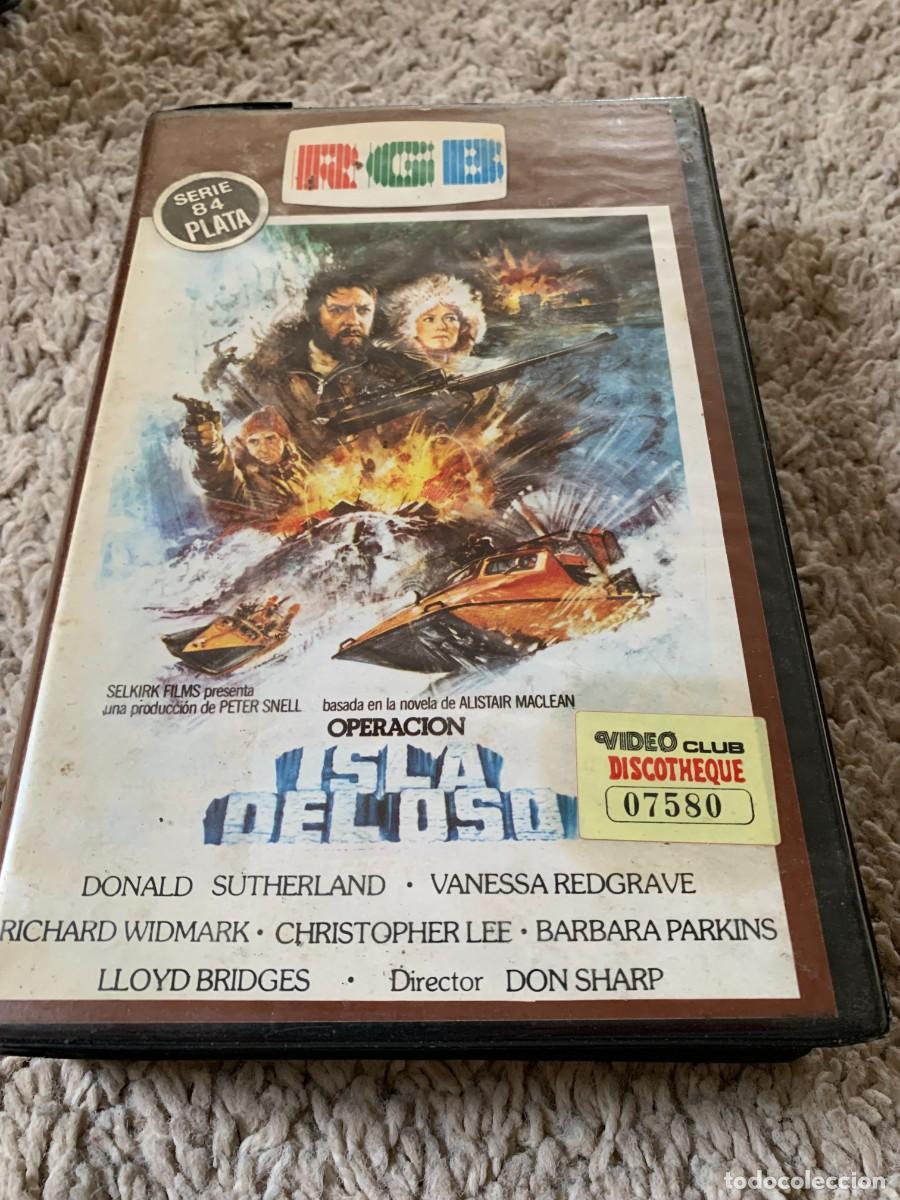 RGB
SERIE
84
PLATA
SELKIRK FILMS presenta
una producción de PETER SNELL
basada en la novela de ALISTAIR MACLEAN
OPERACION
ISLA
DEL OSO
VIDEO CLUB
DISCOTHEQUE
07580
DONALD SUTHERLAND · VANESSA REDGRAVE
RICHARD WIDMARK · CHRISTOPHER LEE · BARBARA PARKINS
LLOYD BRIDGES · Director DON SHARP
todocoleccion